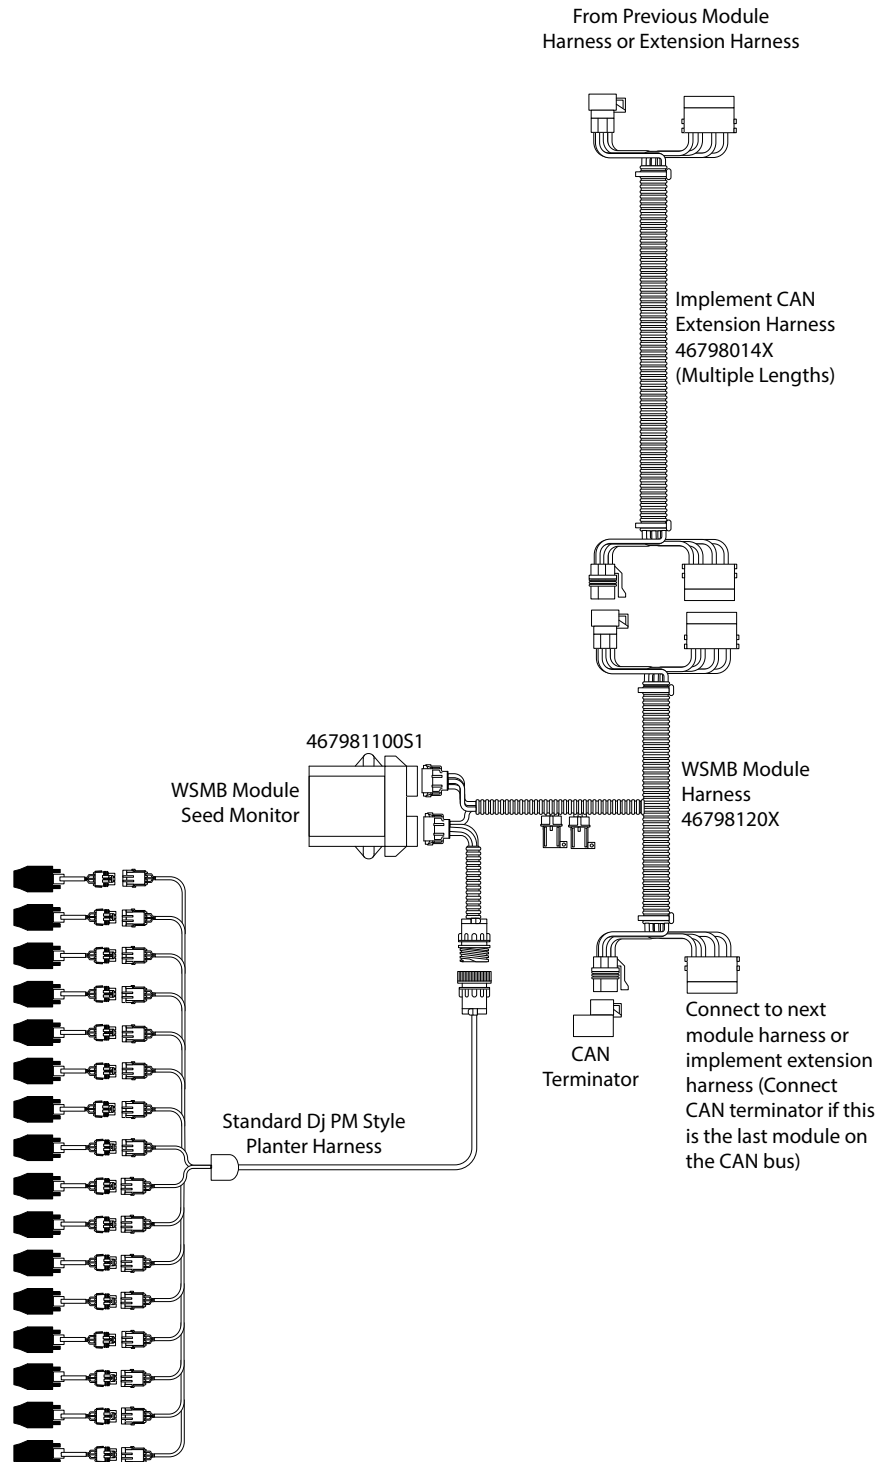 From Previous Module
Harness or Extension Harness
Implement CAN
Extension Harness
46798014X
(Multiple Lengths)
467981100S1
WSMB Module
Seed Monitor
WSMB Module
Harness
46798120X
Connect to next
module harness or
implement extension
harness (Connect
CAN terminator if this
is the last module on
the CAN bus)
CAN
Terminator
Standard Dj PM Style
Planter Harness